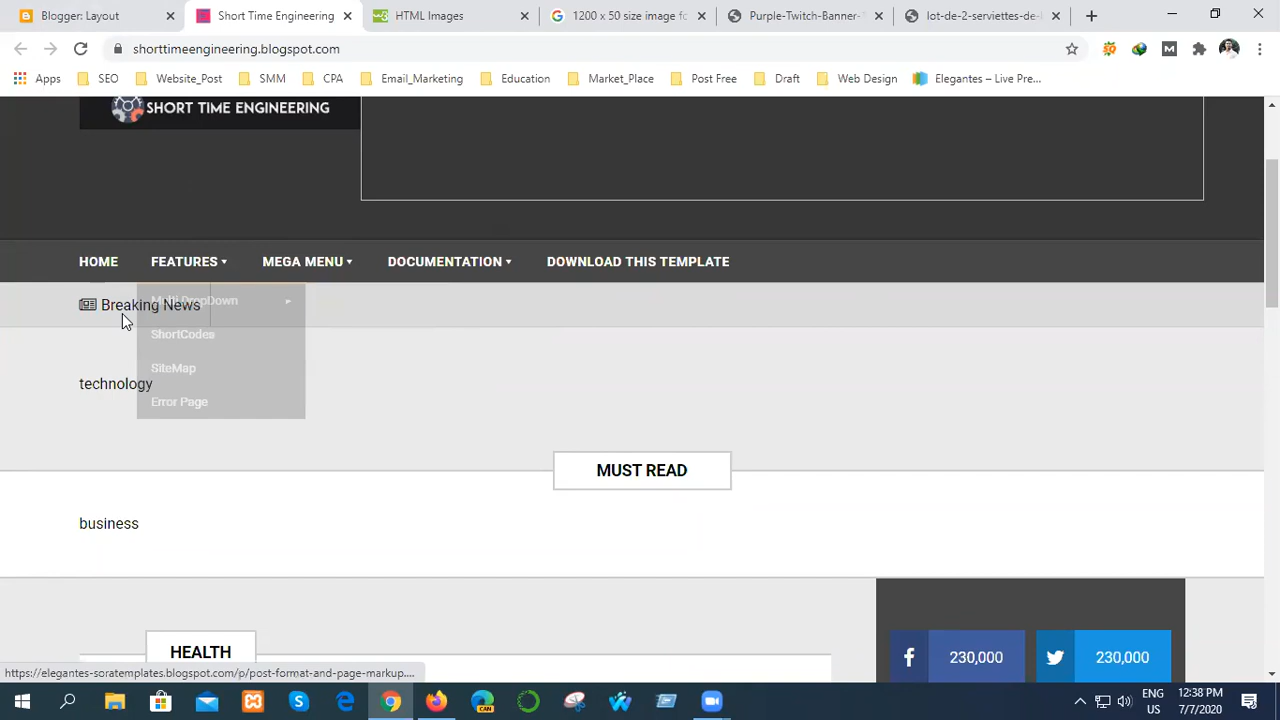 Blogger: Layout
Short Time Engineering
HTML Images
1200 x 50 size image fo
Purple-Twitch-Banner-
lot-de-2-serviettes-de-
shorttimeengineering.blogspot.com
Apps
SEO
Website_Post
SMM
CPA
Email_Marketing
Education
Market_Place
Post Free
Draft
Web Design
Elegantes – Live Pre...
SHORT TIME ENGINEERING
HOME
FEATURES
MEGA MENU
DOCUMENTATION
DOWNLOAD THIS TEMPLATE
Breaking News
Multi DropDown
ShortCodes
SiteMap
technology
Error Page
MUST READ
business
HEALTH
230,000
230,000
https://elegantes-soratemplates.blogspot.com/p/post-format-and-page-markup....
ENG
US
12:38 PM
7/7/2020